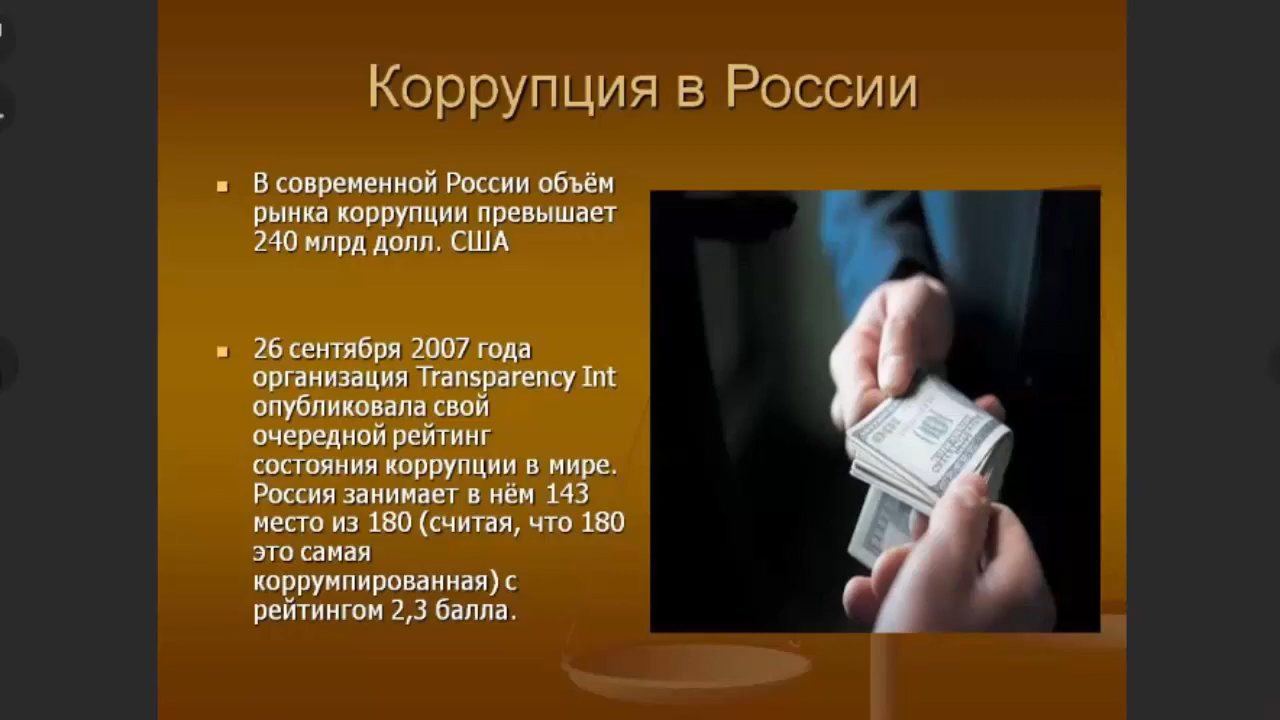 Коррупция в России
В современной России объём
рынка коррупции превышает
240 млрд долл. США
26 сентября 2007 года
организация Transparency Int
опубликовала свой
очередной рейтинг
состояния коррупции в мире.
Россия занимает в нём 143
место из 180 (считая, что 180
это самая
коррумпированная) с
рейтингом 2,3 балла.